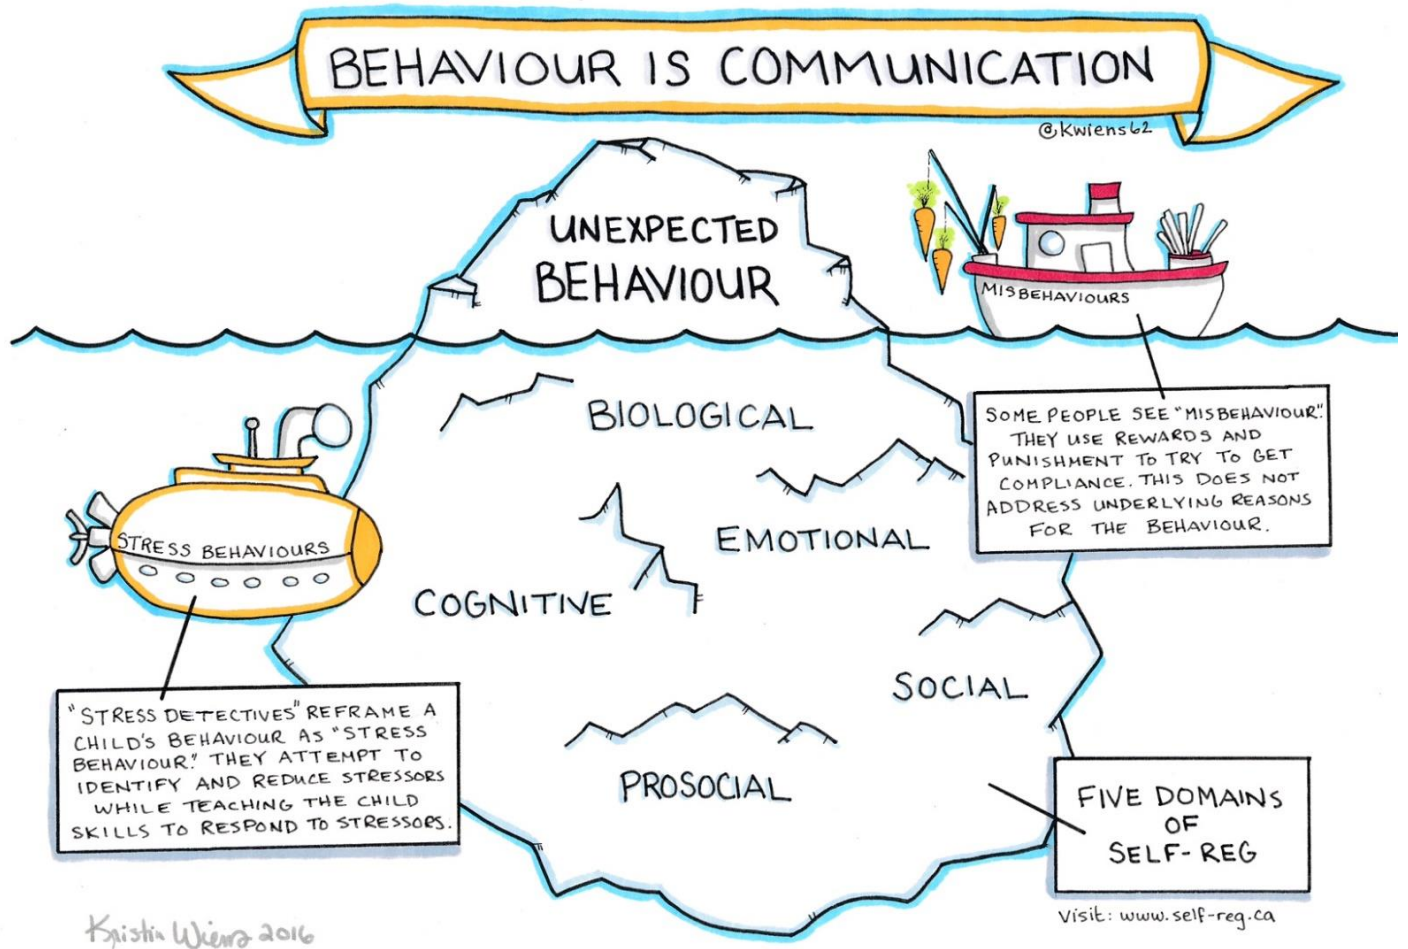 BEHAVIOUR IS COMMUNICATION
@Kwiens62
UNEXPECTED
BEHAVIOUR
MISBEHAVIOURS
SOME PEOPLE SEE "MISBEHAVIOUR".
THEY USE REWARDS AND
PUNISHMENT TO TRY TO GET
COMPLIANCE. THIS DOES NOT
ADDRESS UNDERLYING REASONS
FOR THE BEHAVIOUR.
BIOLOGICAL
EMOTIONAL
COGNITIVE
SOCIAL
PROSOCIAL
STRESS BEHAVIOURS
"STRESS DETECTIVES" REFRAME A
CHILD'S BEHAVIOUR AS "STRESS
BEHAVIOUR." THEY ATTEMPT TO
IDENTIFY AND REDUCE STRESSORS
WHILE TEACHING THE CHILD
SKILLS TO RESPOND TO STRESSORS.
FIVE DOMAINS
OF
SELF-REG
Visit: www.self-reg.ca
Kristin Wiens 2016